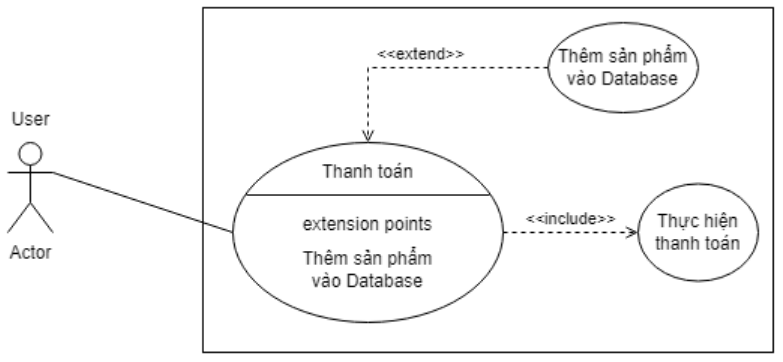 <<extend>>
Thêm sản phẩm
vào Database
User
Thanh toán
extension points
Thêm sản phẩm
vào Database
<<include>>
Thực hiện
thanh toán
Actor